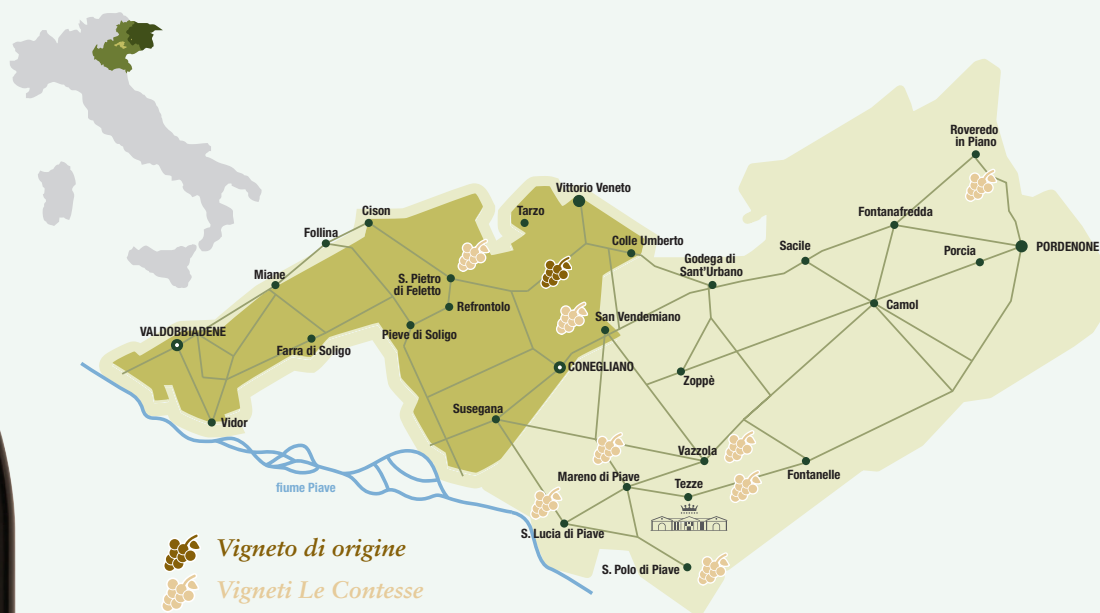 Roveredo
in Piano
Vittorio Veneto
Cison
Tarzo
Fontanafredda
Follina
Colle Umberto
Sacile
Porcia
PORDENONE
Godega di
Sant'Urbano
Miane
S. Pietro
di Feletto
Refrontolo
Camol
San Vendemiano
VALDOBBIADENE
Pieve di Soligo
Farra di Soligo
CONEGLIANO
Zoppè
Susegana
Vidor
Vazzola
Mareno di Piave
Tezze
Fontanelle
fiume Piave
S. Lucia di Piave
S. Polo di Piave
Vigneto di origine
Vigneti Le Contesse